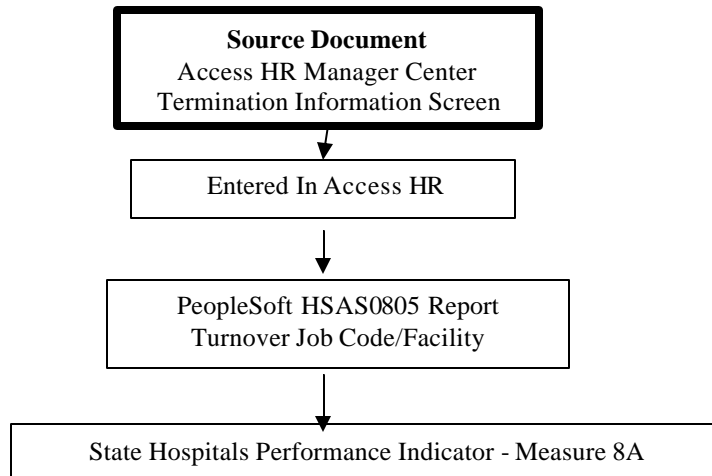 Source Document
Access HR Manager Center
Termination Information Screen
Entered In Access HR
PeopleSoft HSAS0805 Report
Turnover Job Code/Facility
State Hospitals Performance Indicator - Measure 8A